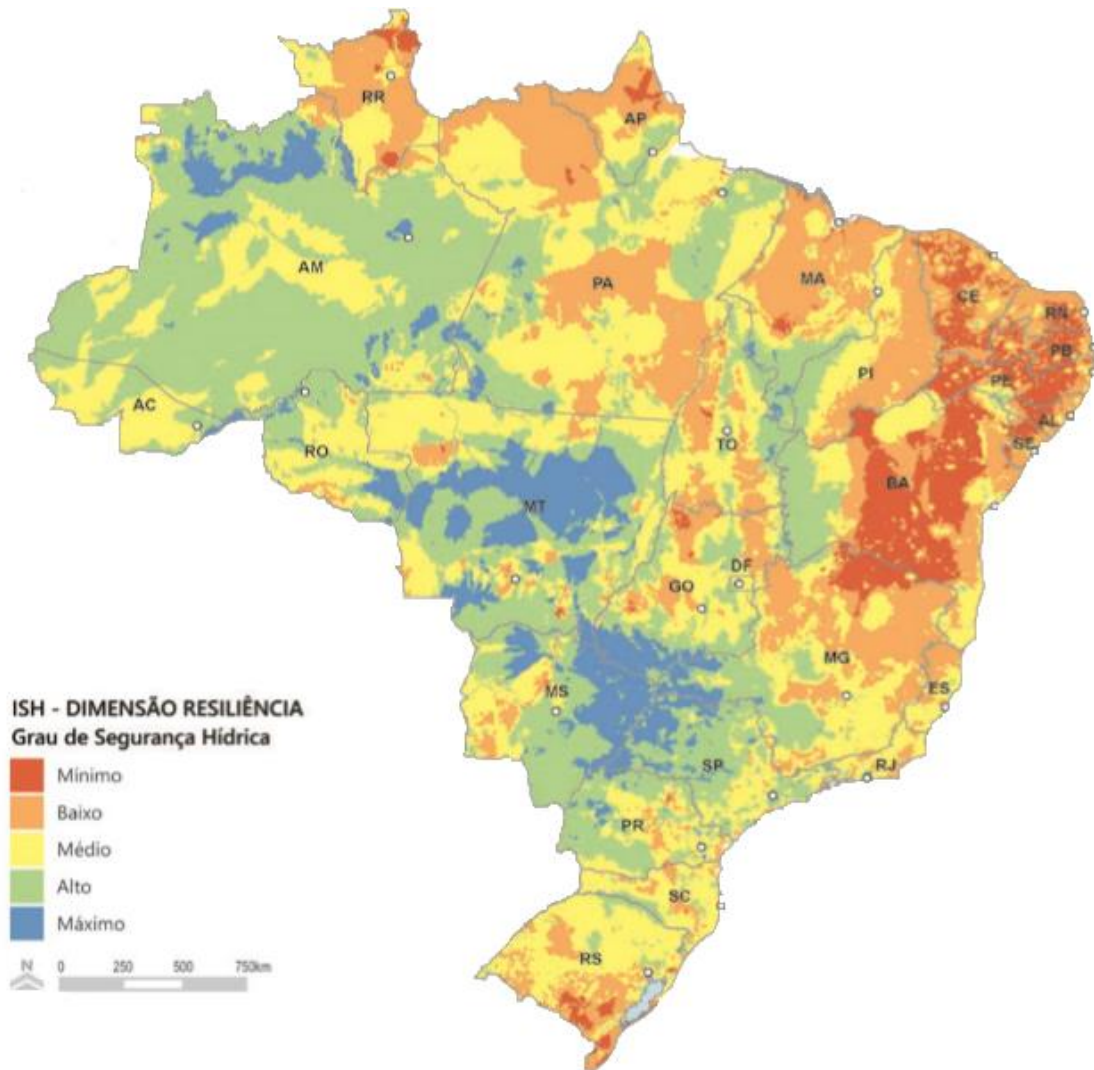 RR
AP
AM
PA
MA
CE
RN
PB
PE
PI
AL
SE
AC
RO
TO
BA
MT
DF
GO
MG
ES
MS
SP
RJ
PR
SC
RS
ISH - DIMENSÃO RESILIÊNCIA
Grau de Segurança Hídrica
Mínimo
Baixo
Médio
Alto
Máximo
N 0 250 500 750km